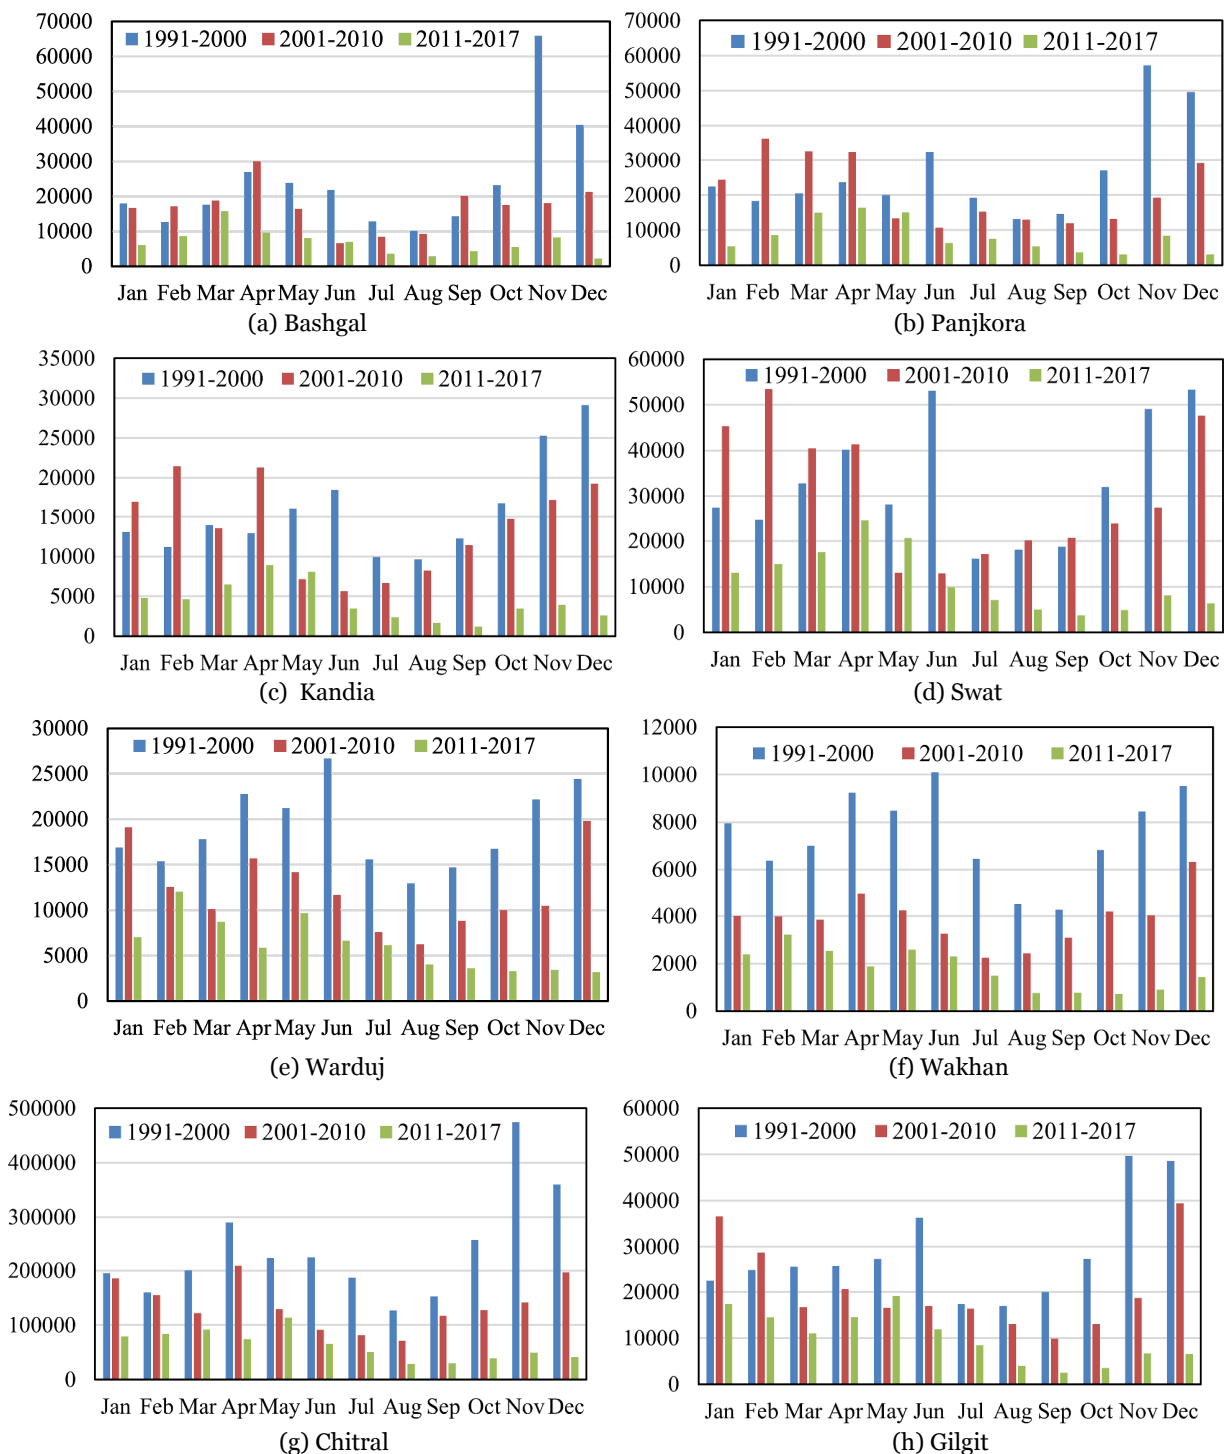 70000
60000
50000
40000
30000
20000
10000
0
1991-2000 2001-2010 2011-2017
Jan Feb Mar Apr May Jun Jul Aug Sep Oct Nov Dec
(a) Bashgal
70000
60000
50000
40000
30000
20000
10000
0
1991-2000 2001-2010 2011-2017
Jan Feb Mar Apr May Jun Jul Aug Sep Oct Nov Dec
(b) Panjkora
35000
30000
25000
20000
15000
10000
5000
0
1991-2000 2001-2010 2011-2017
Jan Feb Mar Apr May Jun Jul Aug Sep Oct Nov Dec
(c) Kandia
60000
50000
40000
30000
20000
10000
0
1991-2000 2001-2010 2011-2017
Jan Feb Mar Apr May Jun Jul Aug Sep Oct Nov Dec
(d) Swat
30000
25000
20000
15000
10000
5000
0
1991-2000 2001-2010 2011-2017
Jan Feb Mar Apr May Jun Jul Aug Sep Oct Nov Dec
(e) Warduj
12000
10000
8000
6000
4000
2000
0
1991-2000 2001-2010 2011-2017
Jan Feb Mar Apr May Jun Jul Aug Sep Oct Nov Dec
(f) Wakhan
500000
400000
300000
200000
100000
0
1991-2000 2001-2010 2011-2017
Jan Feb Mar Apr May Jun Jul Aug Sep Oct Nov Dec
(g) Chitral
60000
50000
40000
30000
20000
10000
0
1991-2000 2001-2010 2011-2017
Jan Feb Mar Apr May Jun Jul Aug Sep Oct Nov Dec
(h) Gilgit